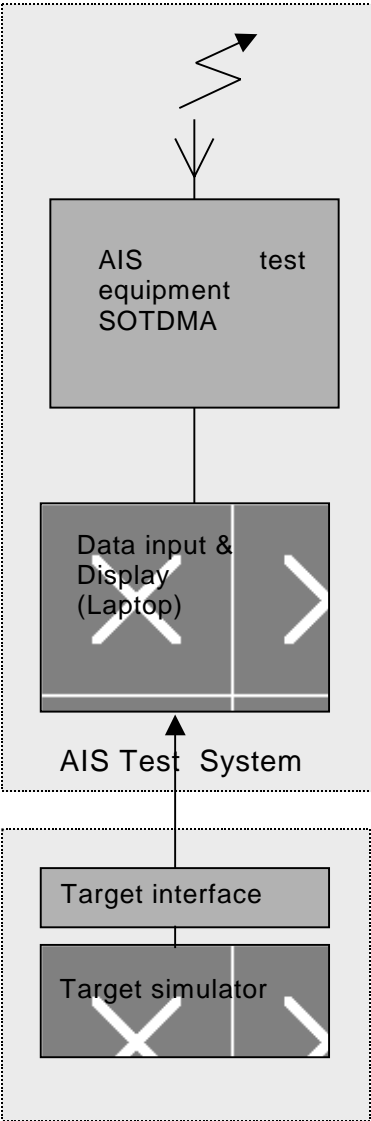 AIS test
equipment
SOTDMA
Data input &
Display
(Laptop)
AIS Test System
Target interface
Target simulator